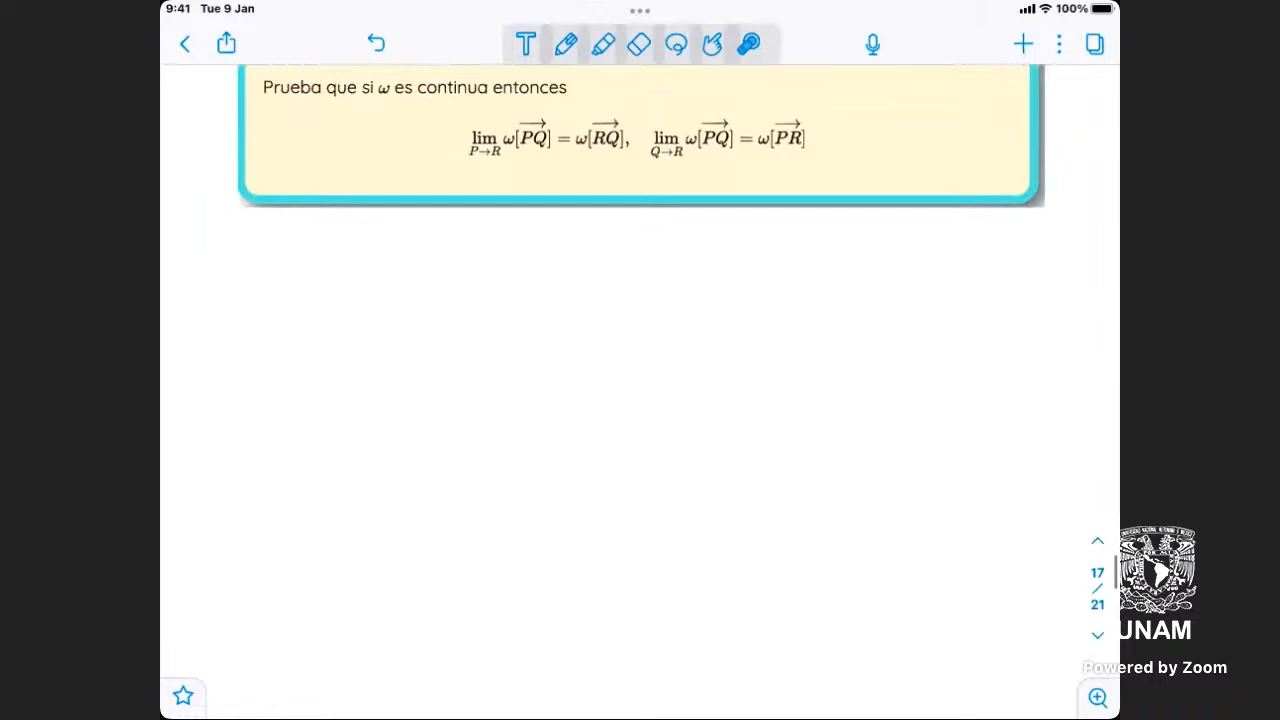 9:41 Tue 9 Jan 100%
Prueba que si ω es continua entonces
lim_{P→R} ω[\overrightarrow{PQ}] = ω[\overrightarrow{RQ}], lim_{Q→R} ω[\overrightarrow{PQ}] = ω[\overrightarrow{PR}]
17
/
21
UNAM
Powered by Zoom